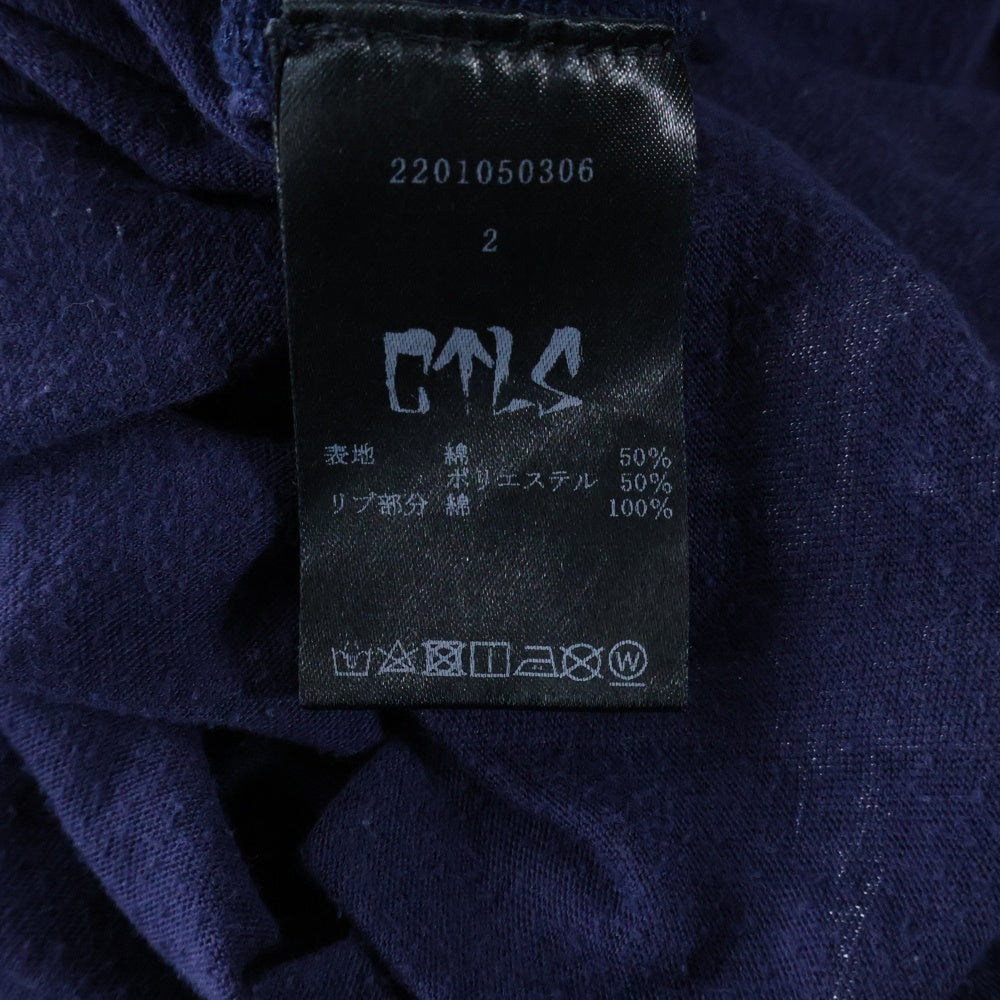 2201050306
2
CTLS
表地 綿 50%
ポリエステル 50%
リブ部分 綿 100%
W